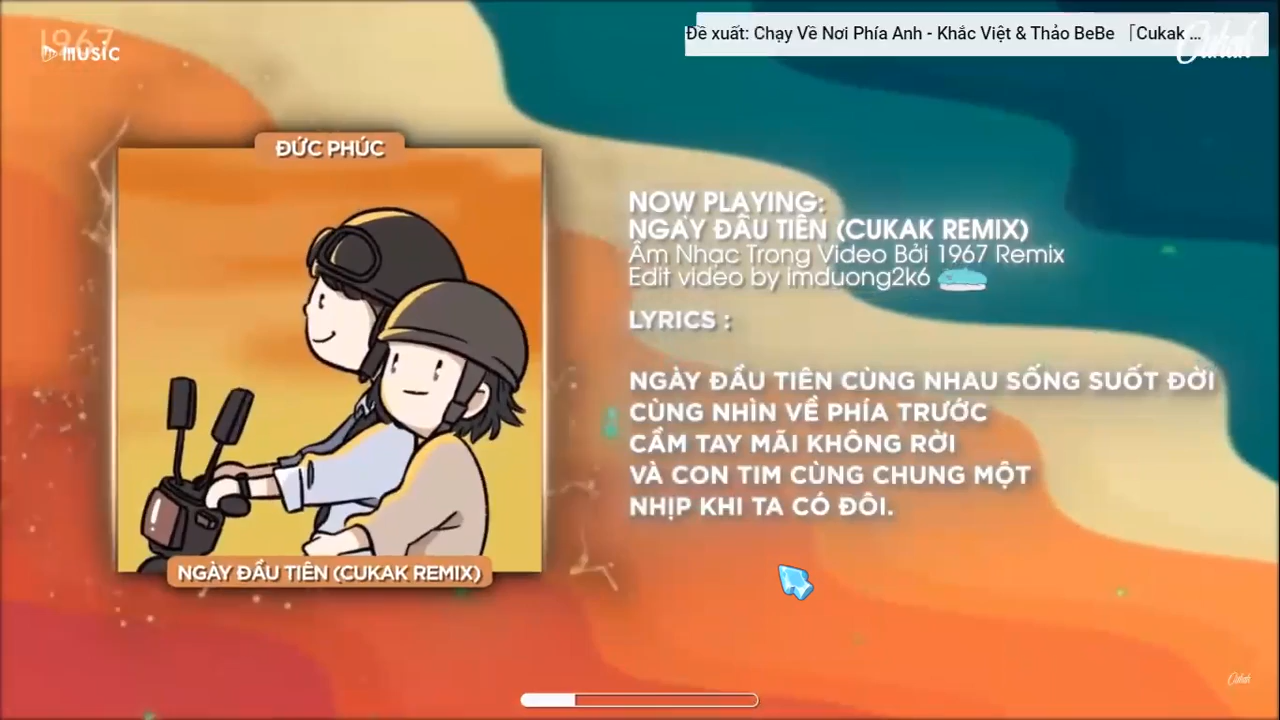 1967
MUSIC
Đề xuất: Chạy Về Nơi Phía Anh - Khắc Việt & Thảo BeBe 「Cukak ...
Cukak
ĐỨC PHÚC
NOW PLAYING:
NGÀY ĐẦU TIÊN (CUKAK REMIX)
Âm Nhạc Trong Video Bởi 1967 Remix
Edit video by imduong2k6
LYRICS :
NGÀY ĐẦU TIÊN CÙNG NHAU SỐNG SUỐT ĐỜI
CÙNG NHÌN VỀ PHÍA TRƯỚC
CẦM TAY MÃI KHÔNG RỜI
VÀ CON TIM CÙNG CHUNG MỘT
NHỊP KHI TA CÓ ĐÔI.
NGÀY ĐẦU TIÊN (CUKAK REMIX)
Cukak